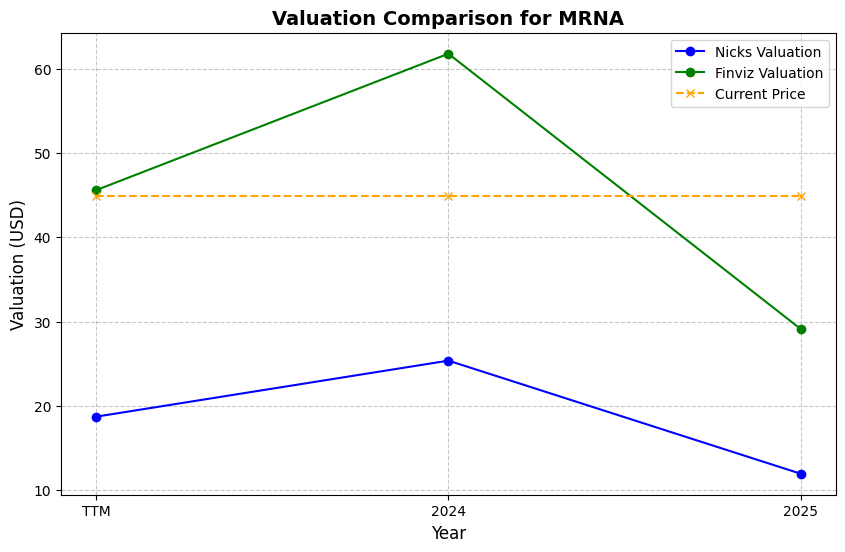 Valuation Comparison for MRNA
Nicks Valuation
Finviz Valuation
Current Price
Valuation (USD)
60
50
40
30
20
10
TTM
2024
2025
Year